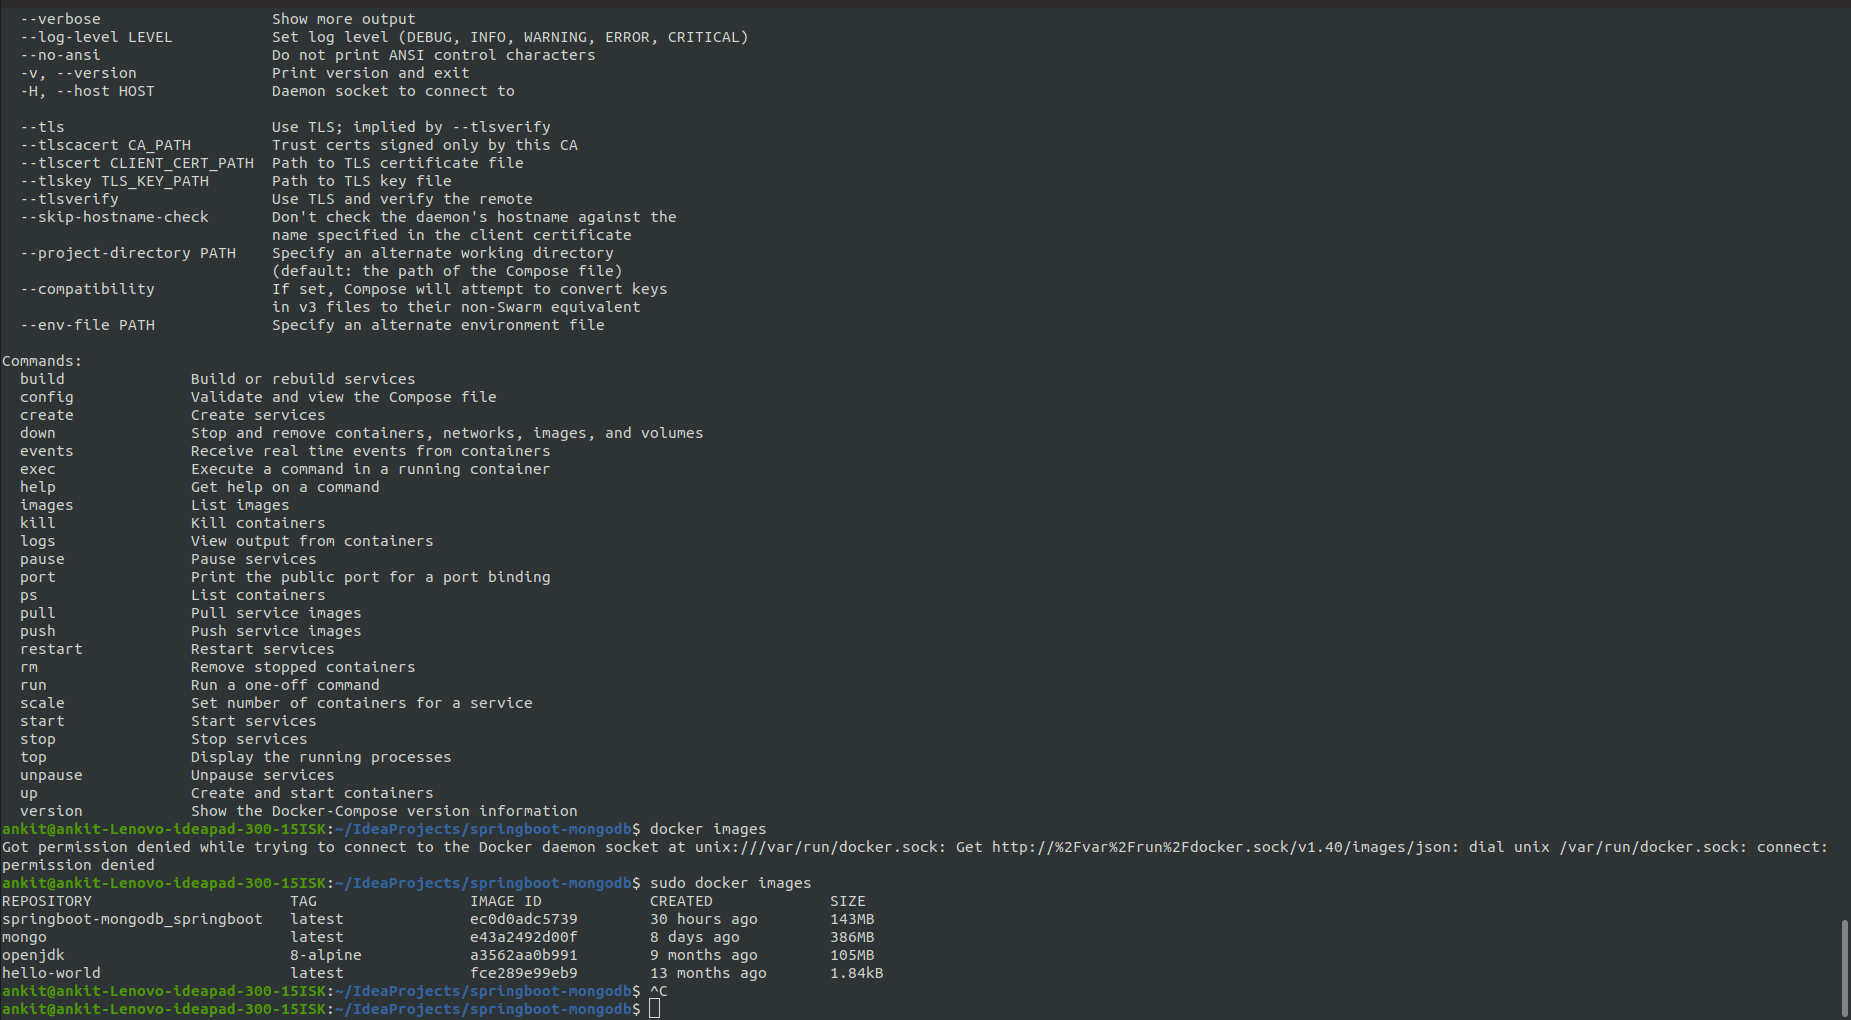 --verbose                   Show more output
--log-level LEVEL           Set log level (DEBUG, INFO, WARNING, ERROR, CRITICAL)
--no-ansi                   Do not print ANSI control characters
-v, --version               Print version and exit
-H, --host HOST             Daemon socket to connect to

--tls                       Use TLS; implied by --tlsverify
--tlscacert CA_PATH         Trust certs signed only by this CA
--tlscert CLIENT_CERT_PATH  Path to TLS certificate file
--tlskey TLS_KEY_PATH       Path to TLS key file
--tlsverify                 Use TLS and verify the remote
--skip-hostname-check       Don't check the daemon's hostname against the
                            name specified in the client certificate
--project-directory PATH    Specify an alternate working directory
                            (default: the path of the Compose file)
--compatibility             If set, Compose will attempt to convert keys
                            in v3 files to their non-Swarm equivalent
--env-file PATH             Specify an alternate environment file

Commands:
  build              Build or rebuild services
  config             Validate and view the Compose file
  create             Create services
  down               Stop and remove containers, networks, images, and volumes
  events             Receive real time events from containers
  exec               Execute a command in a running container
  help               Get help on a command
  images             List images
  kill               Kill containers
  logs               View output from containers
  pause              Pause services
  port               Print the public port for a port binding
  ps                 List containers
  pull               Pull service images
  push               Push service images
  restart            Restart services
  rm                 Remove stopped containers
  run                Run a one-off command
  scale              Set number of containers for a service
  start              Start services
  stop               Stop services
  top                Display the running processes
  unpause            Unpause services
  up                 Create and start containers
  version            Show the Docker-Compose version information
ankit@ankit-Lenovo-ideapad-300-15ISK:~/IdeaProjects/springboot-mongodb$ docker images
Got permission denied while trying to connect to the Docker daemon socket at unix:///var/run/docker.sock: Get http://%2Fvar%2Frun%2Fdocker.sock/v1.40/images/json: dial unix /var/run/docker.sock: connect:
permission denied
ankit@ankit-Lenovo-ideapad-300-15ISK:~/IdeaProjects/springboot-mongodb$ sudo docker images
REPOSITORY                      TAG                 IMAGE ID            CREATED             SIZE
springboot-mongodb_springboot   latest              ec0d0adc5739        30 hours ago        143MB
mongo                           latest              e43a2492d00f        8 days ago          386MB
openjdk                         8-alpine            a3562aa0b991        9 months ago        105MB
hello-world                     latest              fce289e99eb9        13 months ago       1.84kB
ankit@ankit-Lenovo-ideapad-300-15ISK:~/IdeaProjects/springboot-mongodb$ ^C
ankit@ankit-Lenovo-ideapad-300-15ISK:~/IdeaProjects/springboot-mongodb$